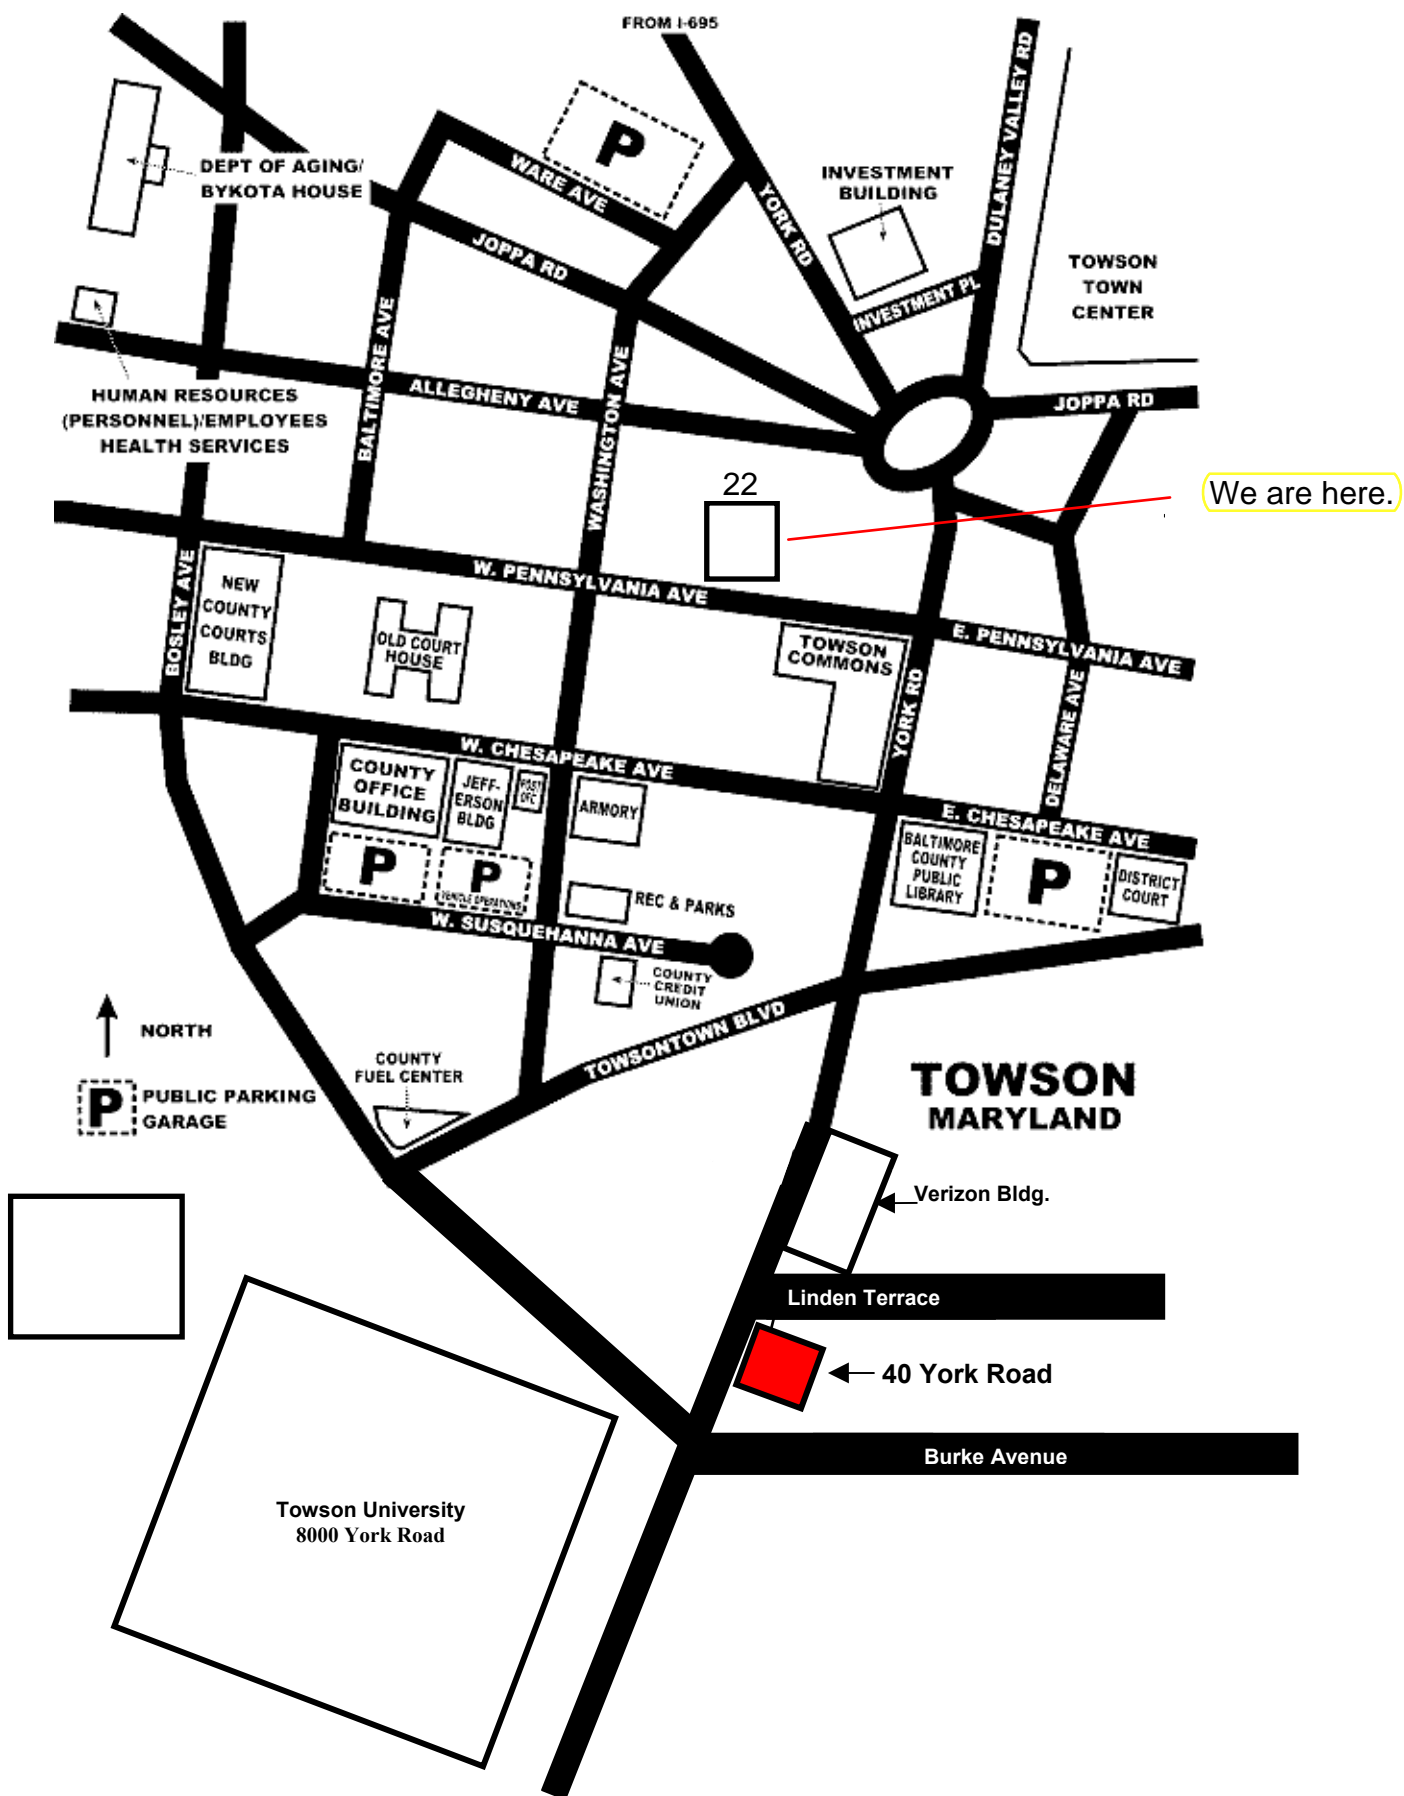 FROM I-695
DULANEY VALLEY RD
P
DEPT OF AGING/
BYKOTA HOUSE
WARE AVE
YORK RD
INVESTMENT
BUILDING
JOPPA RD
TOWSON
TOWN
CENTER
INVESTMENT PL
BALTIMORE AVE
WASHINGTON AVE
ALLEGHENY AVE
JOPPA RD
HUMAN RESOURCES
(PERSONNEL)/EMPLOYEES
HEALTH SERVICES
22
We are here.
BOSLEY AVE
W. PENNSYLVANIA AVE
NEW
COUNTY
COURTS
BLDG
OLD COURT
HOUSE
TOWSON
COMMONS
E. PENNSYLVANIA AVE
YORK RD
DELAWARE AVE
W. CHESAPEAKE AVE
COUNTY
OFFICE
BUILDING
JEFF-
ERSON
BLDG
POST
OFC
ARMORY
E. CHESAPEAKE AVE
BALTIMORE
COUNTY
PUBLIC
LIBRARY
P
DISTRICT
COURT
P
P
VEHICLE OPERATIONS
REC & PARKS
W. SUSQUEHANNA AVE
COUNTY
CREDIT
UNION
TOWSONTOWN BLVD
NORTH
COUNTY
FUEL CENTER
P
PUBLIC PARKING
GARAGE
TOWSON
MARYLAND
Verizon Bldg.
Linden Terrace
40 York Road
Burke Avenue
Towson University
8000 York Road